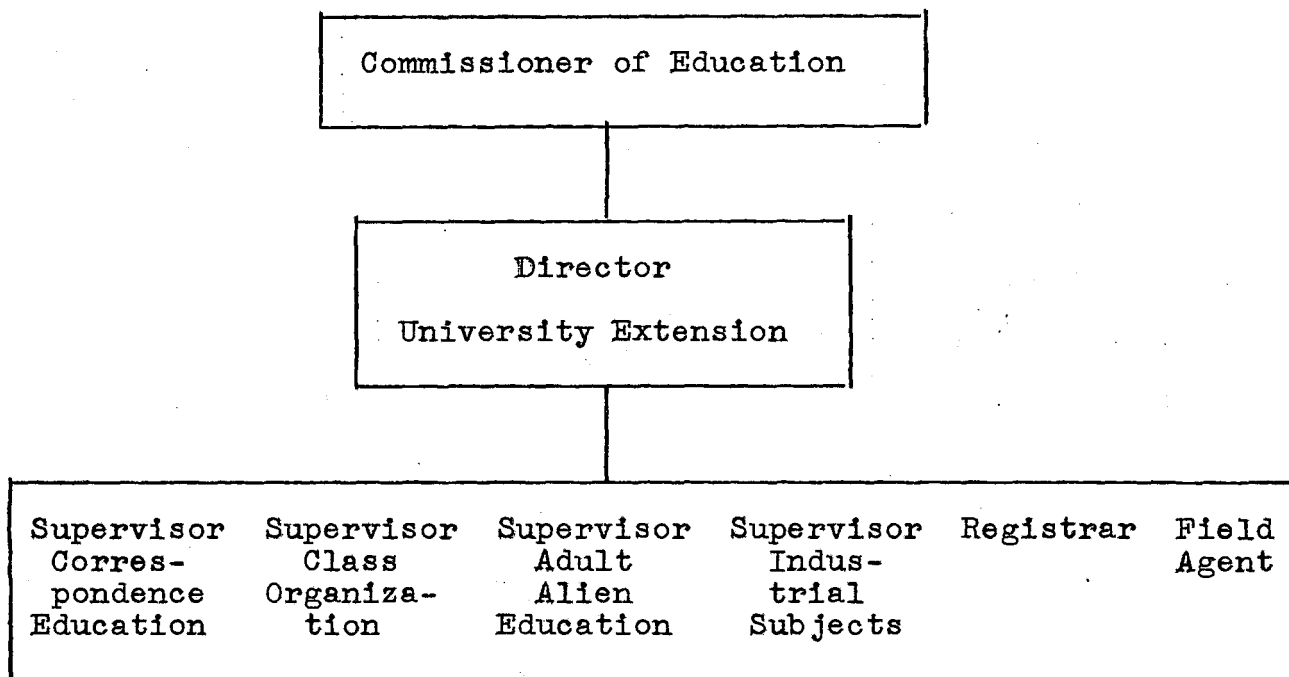 Commissioner of Education
Director
University Extension
Supervisor Supervisor Supervisor Supervisor Registrar Field
Corres- Class Adult Indus- Agent
pondence Organiza- Alien trial
Education tion Education Subjects